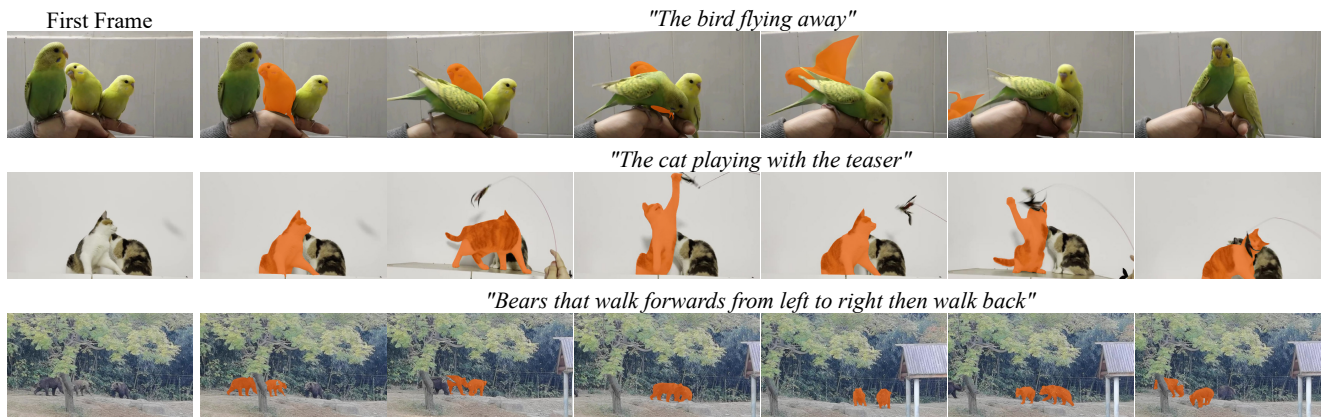 First Frame
"The bird flying away"
"The cat playing with the teaser"
"Bears that walk forwards from left to right then walk back"